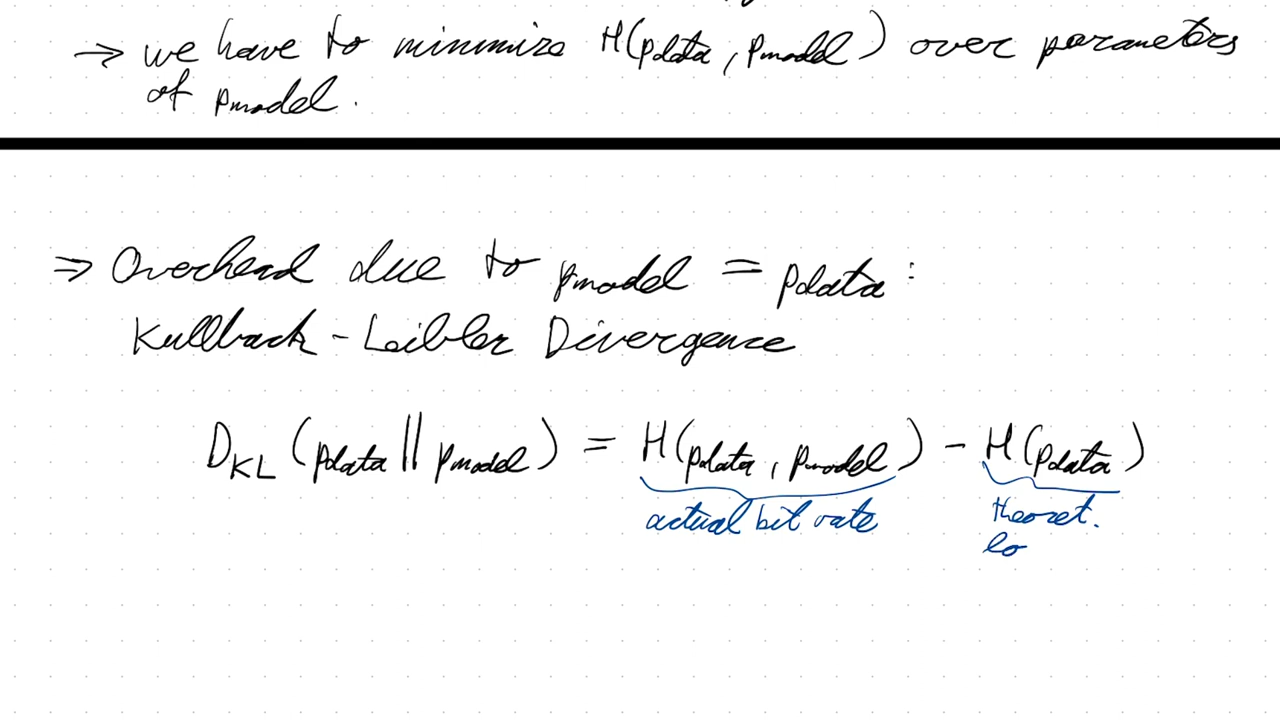 → we have to minimize H(pdata, pmodel) over parameters
of pmodel.
⇒ Overhead due to pmodel = pdata:
Kullback-Leibler Divergence
DKL (pdata || pmodel) = H(pdata, pmodel) - H(pdata)
actual bit rate theoret.
lo